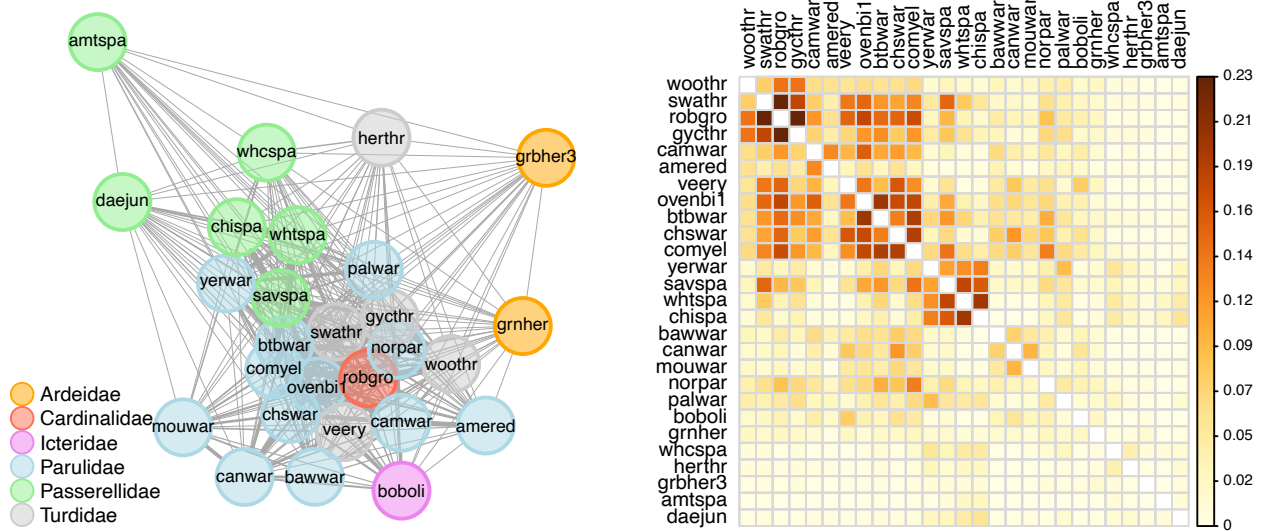 amtspa
whcspa
herthr
grbher3
daejun
chispa
whtspa
yerwar
palwar
savspa
gycthr
swathr
grnher
btbwar
norpar
comyel
woothr
robgro
ovenbi1
chswar
camwar
amered
mouwar
veery
canwar
bawwar
boboli
Ardeidae
Cardinalidae
Icteridae
Parulidae
Passerellidae
Turdidae
woothr
swathr
robgro
gycthr
camwar
amered
veery
ovenbi1
btbwar
chswar
comyel
yerwar
savspa
whtspa
chispa
bawwar
canwar
mouwar
norpar
palwar
boboli
grnher
whcspa
herthr
grbher3
amtspa
daejun
woothr
swathr
robgro
gycthr
camwar
amered
veery
ovenbi1
btbwar
chswar
comyel
yerwar
savspa
whtspa
chispa
bawwar
canwar
mouwar
norpar
palwar
boboli
grnher
whcspa
herthr
grbher3
amtspa
daejun
0.23
0.21
0.19
0.16
0.14
0.12
0.09
0.07
0.05
0.02
0